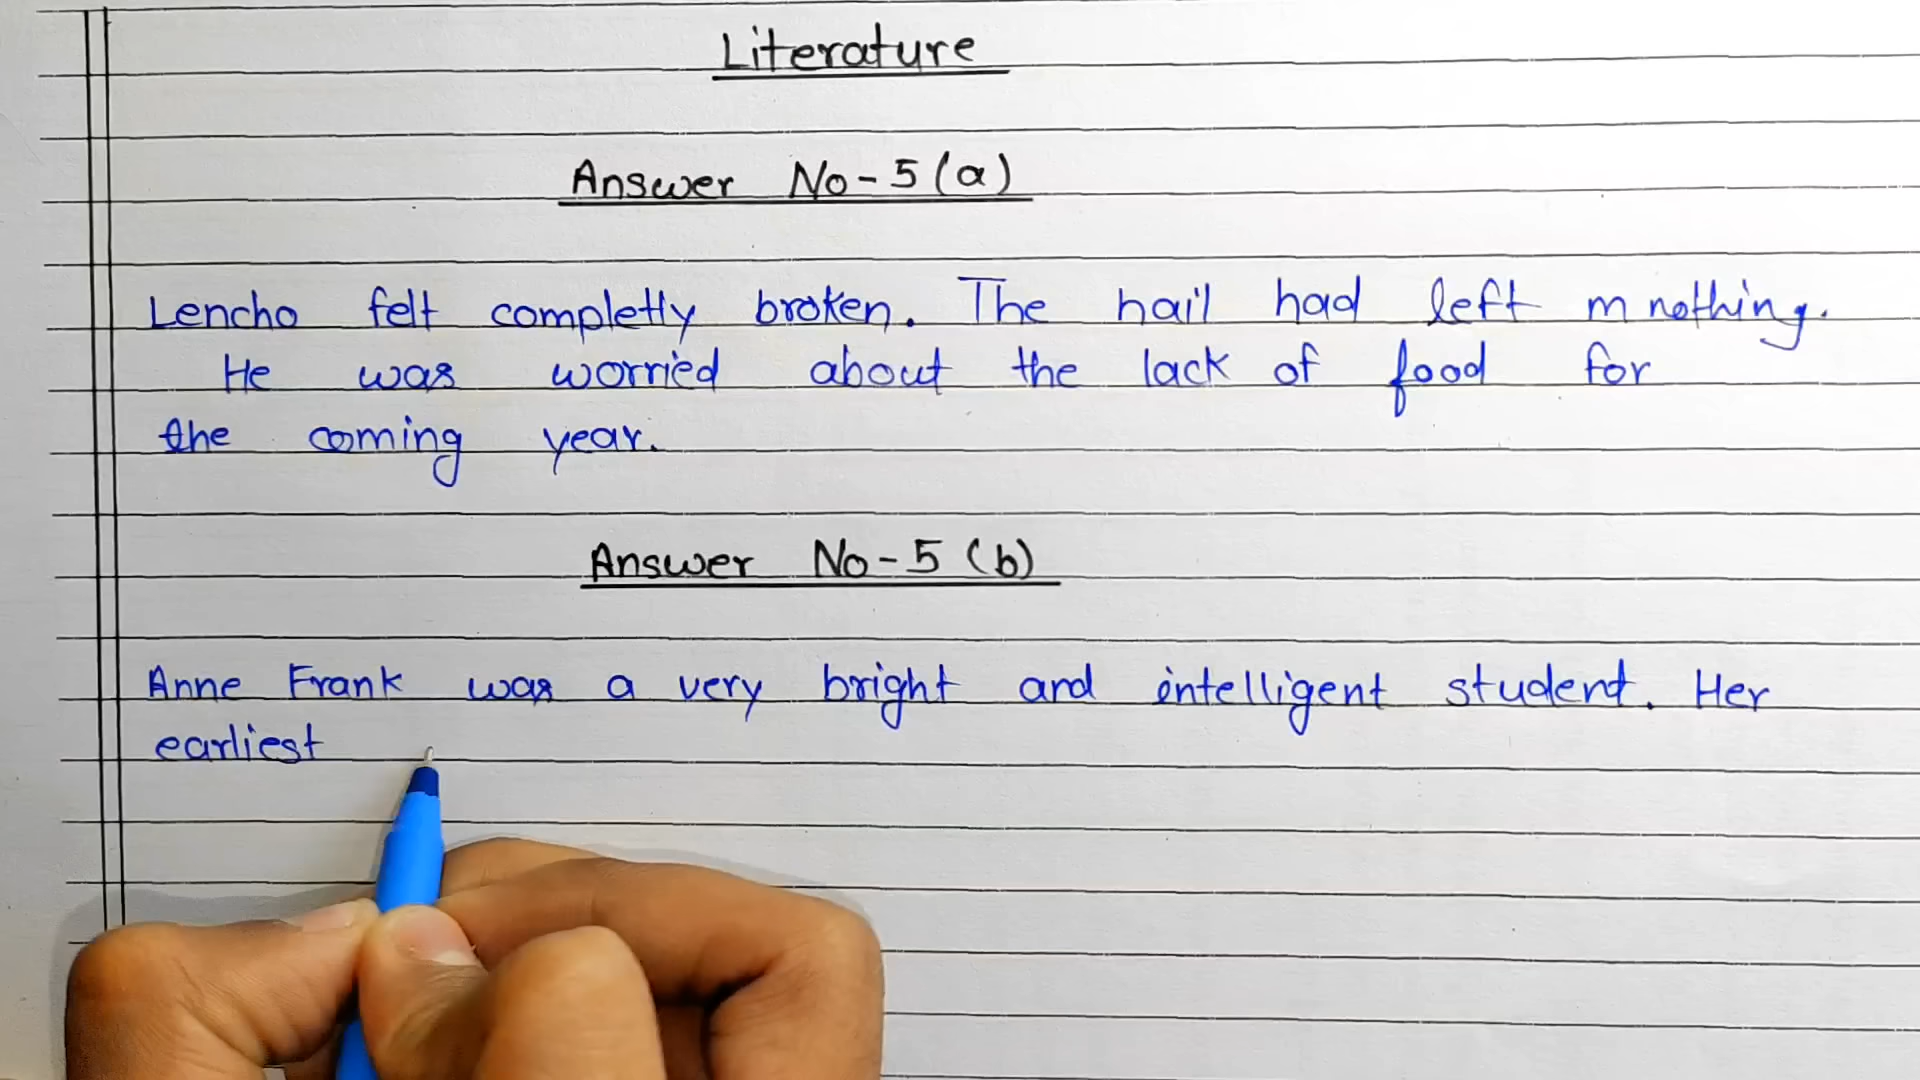 Literature
Answer No-5(a)
Lencho felt completly broken. The hail had left m nothing.
He was worried about the lack of food for
the coming year.
Answer No-5 (b)
Anne Frank was a very bright and intelligent student. Her
earliest